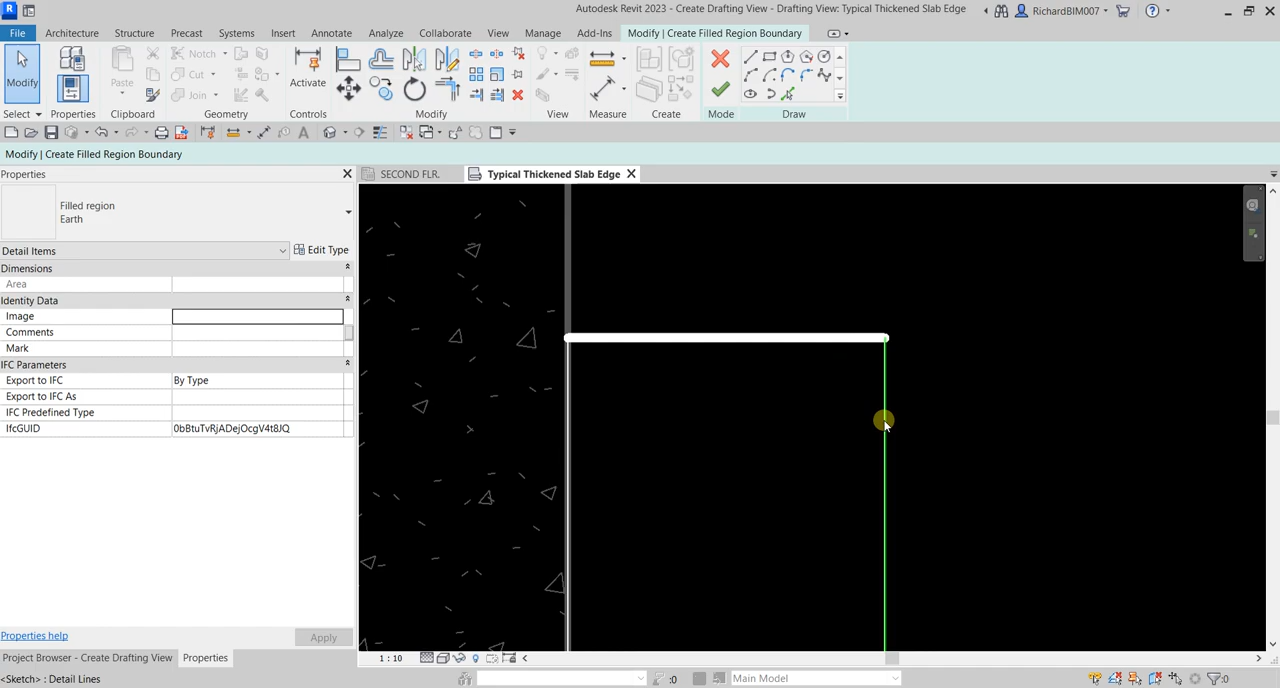 Autodesk Revit 2023 - Create Drafting View - Drafting View: Typical Thickened Slab Edge
RichardBIM007
File Architecture Structure Precast Systems Insert Annotate Analyze Collaborate View Manage Add-Ins Modify | Create Filled Region Boundary
Modify
Paste
Notch
Cut
Join
Activate
Select Properties Clipboard Geometry Controls Modify View Measure Create Mode Draw
Modify | Create Filled Region Boundary
Properties
SECOND FLR.
Typical Thickened Slab Edge
Filled region
Earth
Detail Items
Edit Type
Dimensions
Area
Identity Data
Image
Comments
Mark
IFC Parameters
Export to IFC By Type
Export to IFC As
IFC Predefined Type
IfcGUID 0bBtuTvRjADejOcgV4t8JQ
Properties help
Apply
Project Browser - Create Drafting View Properties
1 : 10
<Sketch> : Detail Lines
:0
Main Model
:0